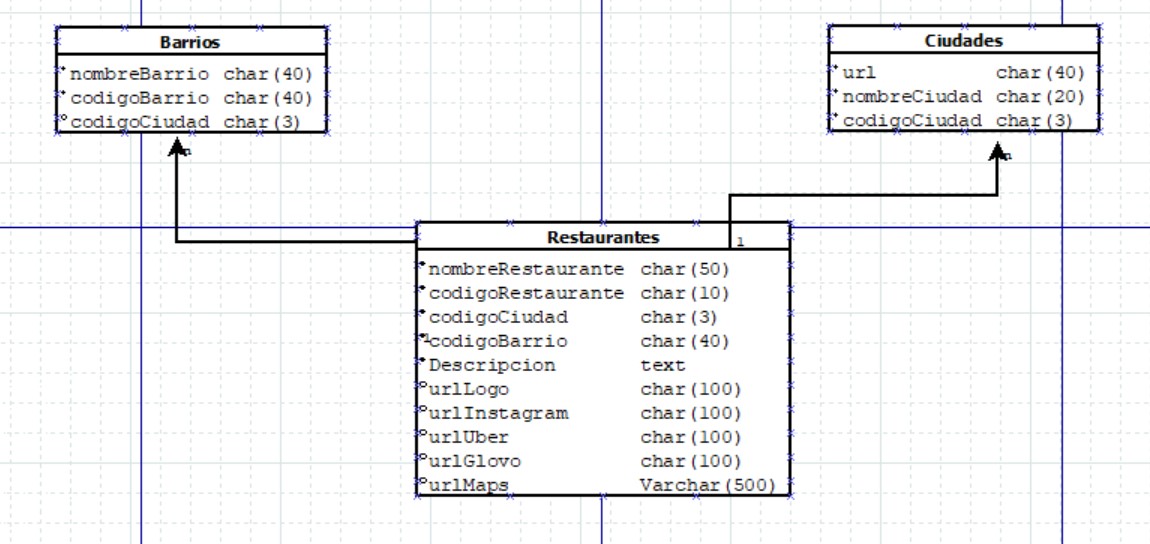 Barrios
nombreBarrio char(40)
codigoBarrio char(40)
codigoCiudad char(3)
n
Ciudades
url char(40)
nombreCiudad char(20)
codigoCiudad char(3)
n
Restaurantes
1
nombreRestaurante char(50)
codigoRestaurante char(10)
codigoCiudad char(3)
1
codigoBarrio char(40)
Descripcion text
urlLogo char(100)
urlInstagram char(100)
urlUber char(100)
urlGlovo char(100)
urlMaps Varchar(500)